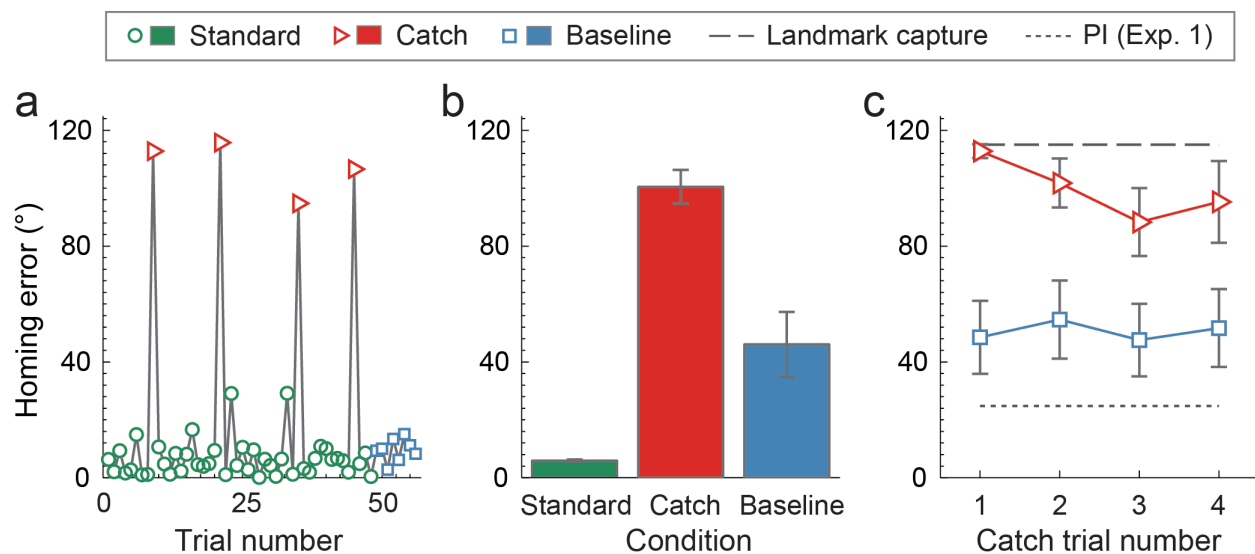 Standard Catch Baseline Landmark capture PI (Exp. 1)
a b c
Homing error (°)
120 120 120
80 80 80
40 40 40
0 0 0
0 25 50 Standard Catch Baseline 1 2 3 4
Trial number Condition Catch trial number